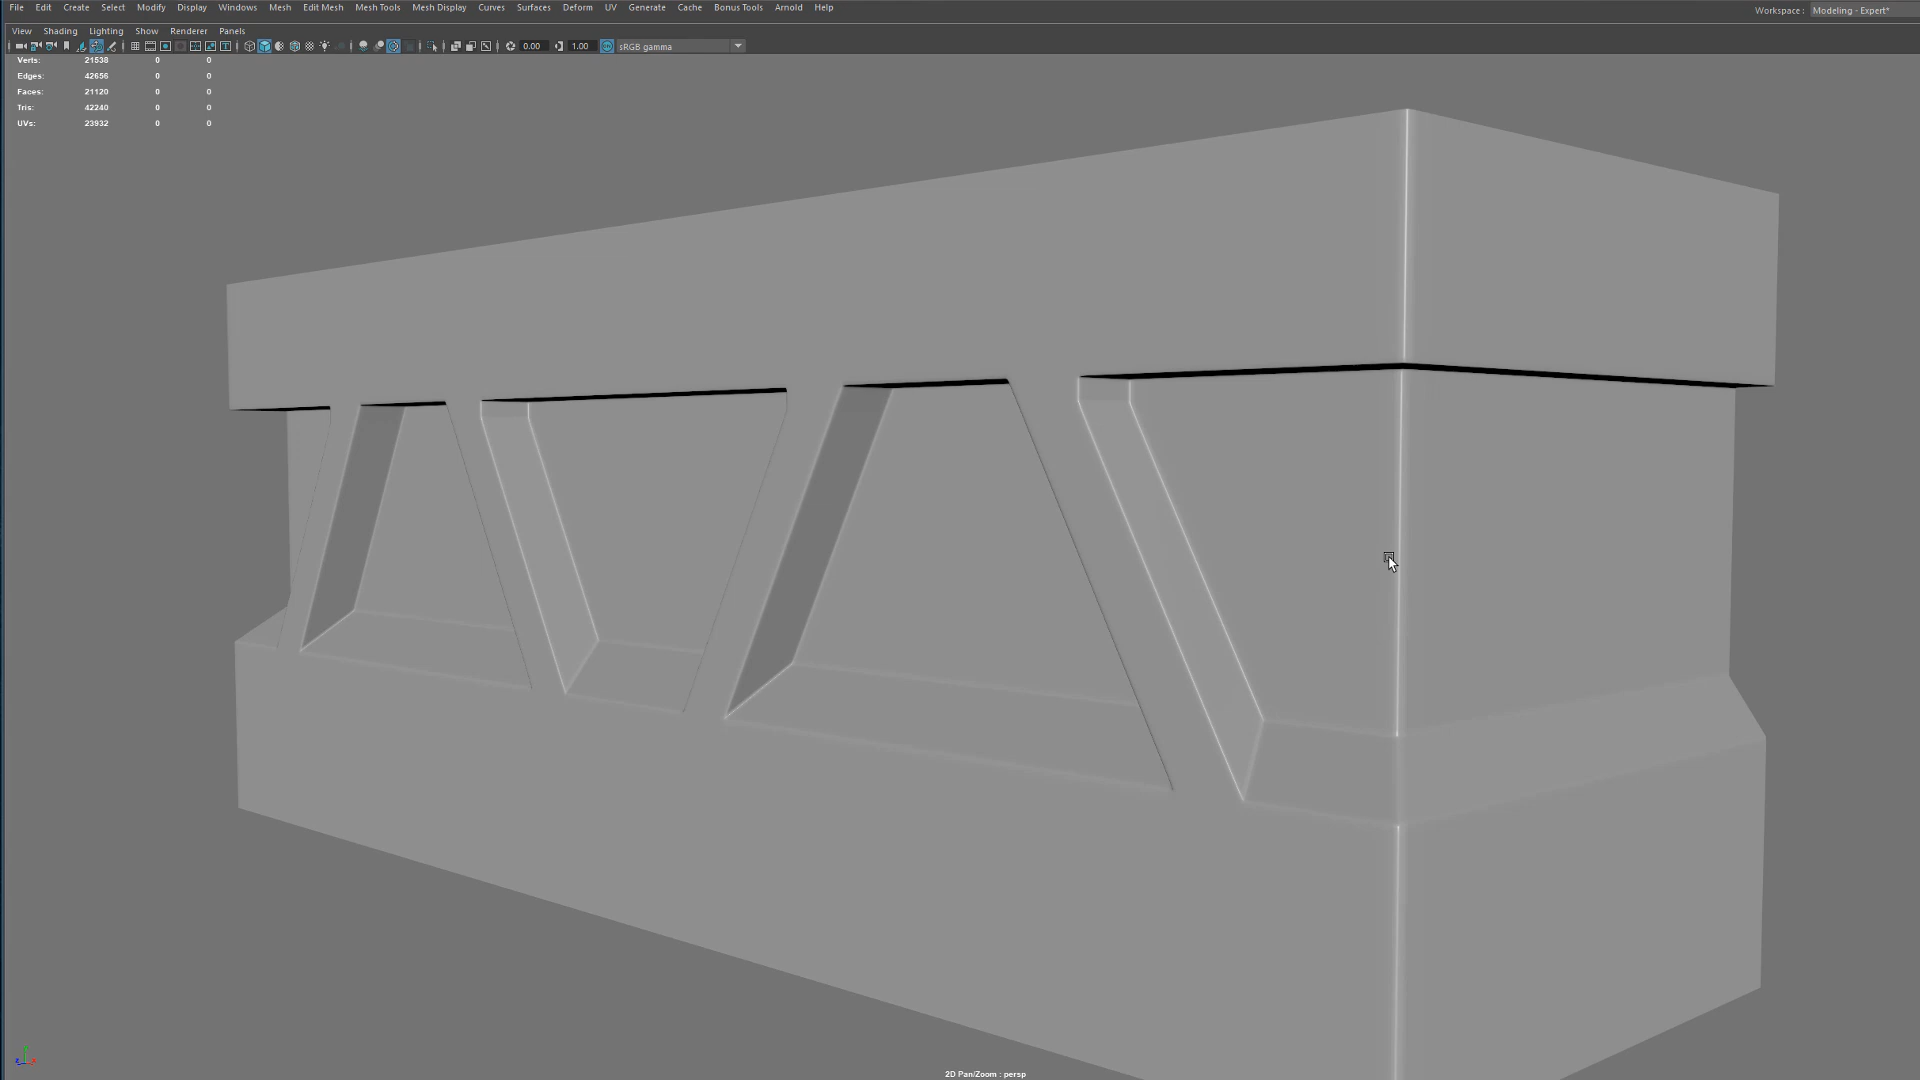 File Edit Create Select Modify Display Windows Mesh Edit Mesh Mesh Tools Mesh Display Curves Surfaces Deform UV Generate Cache Bonus Tools Arnold Help
Workspace : Modeling - Expert*
View Shading Lighting Show Renderer Panels
0.00 1.00 sRGB gamma
Verts: 21538 0 0
Edges: 42656 0 0
Faces: 21120 0 0
Tris: 42240 0 0
UVs: 23932 0 0
2D Pan/Zoom : persp